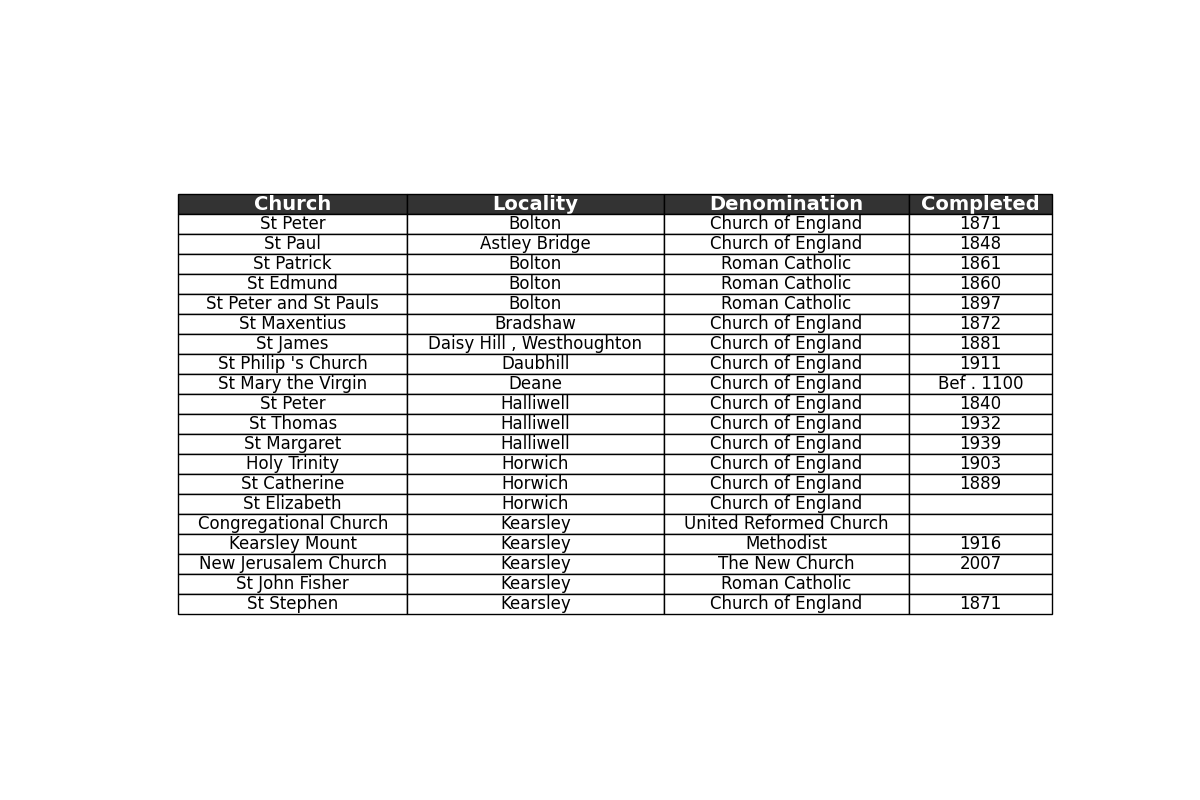 Church Locality Denomination Completed
St Peter Bolton Church of England 1871
St Paul Astley Bridge Church of England 1848
St Patrick Bolton Roman Catholic 1861
St Edmund Bolton Roman Catholic 1860
St Peter and St Pauls Bolton Roman Catholic 1897
St Maxentius Bradshaw Church of England 1872
St James Daisy Hill , Westhoughton Church of England 1881
St Philip 's Church Daubhill Church of England 1911
St Mary the Virgin Deane Church of England Bef . 1100
St Peter Halliwell Church of England 1840
St Thomas Halliwell Church of England 1932
St Margaret Halliwell Church of England 1939
Holy Trinity Horwich Church of England 1903
St Catherine Horwich Church of England 1889
St Elizabeth Horwich Church of England
Congregational Church Kearsley United Reformed Church
Kearsley Mount Kearsley Methodist 1916
New Jerusalem Church Kearsley The New Church 2007
St John Fisher Kearsley Roman Catholic
St Stephen Kearsley Church of England 1871